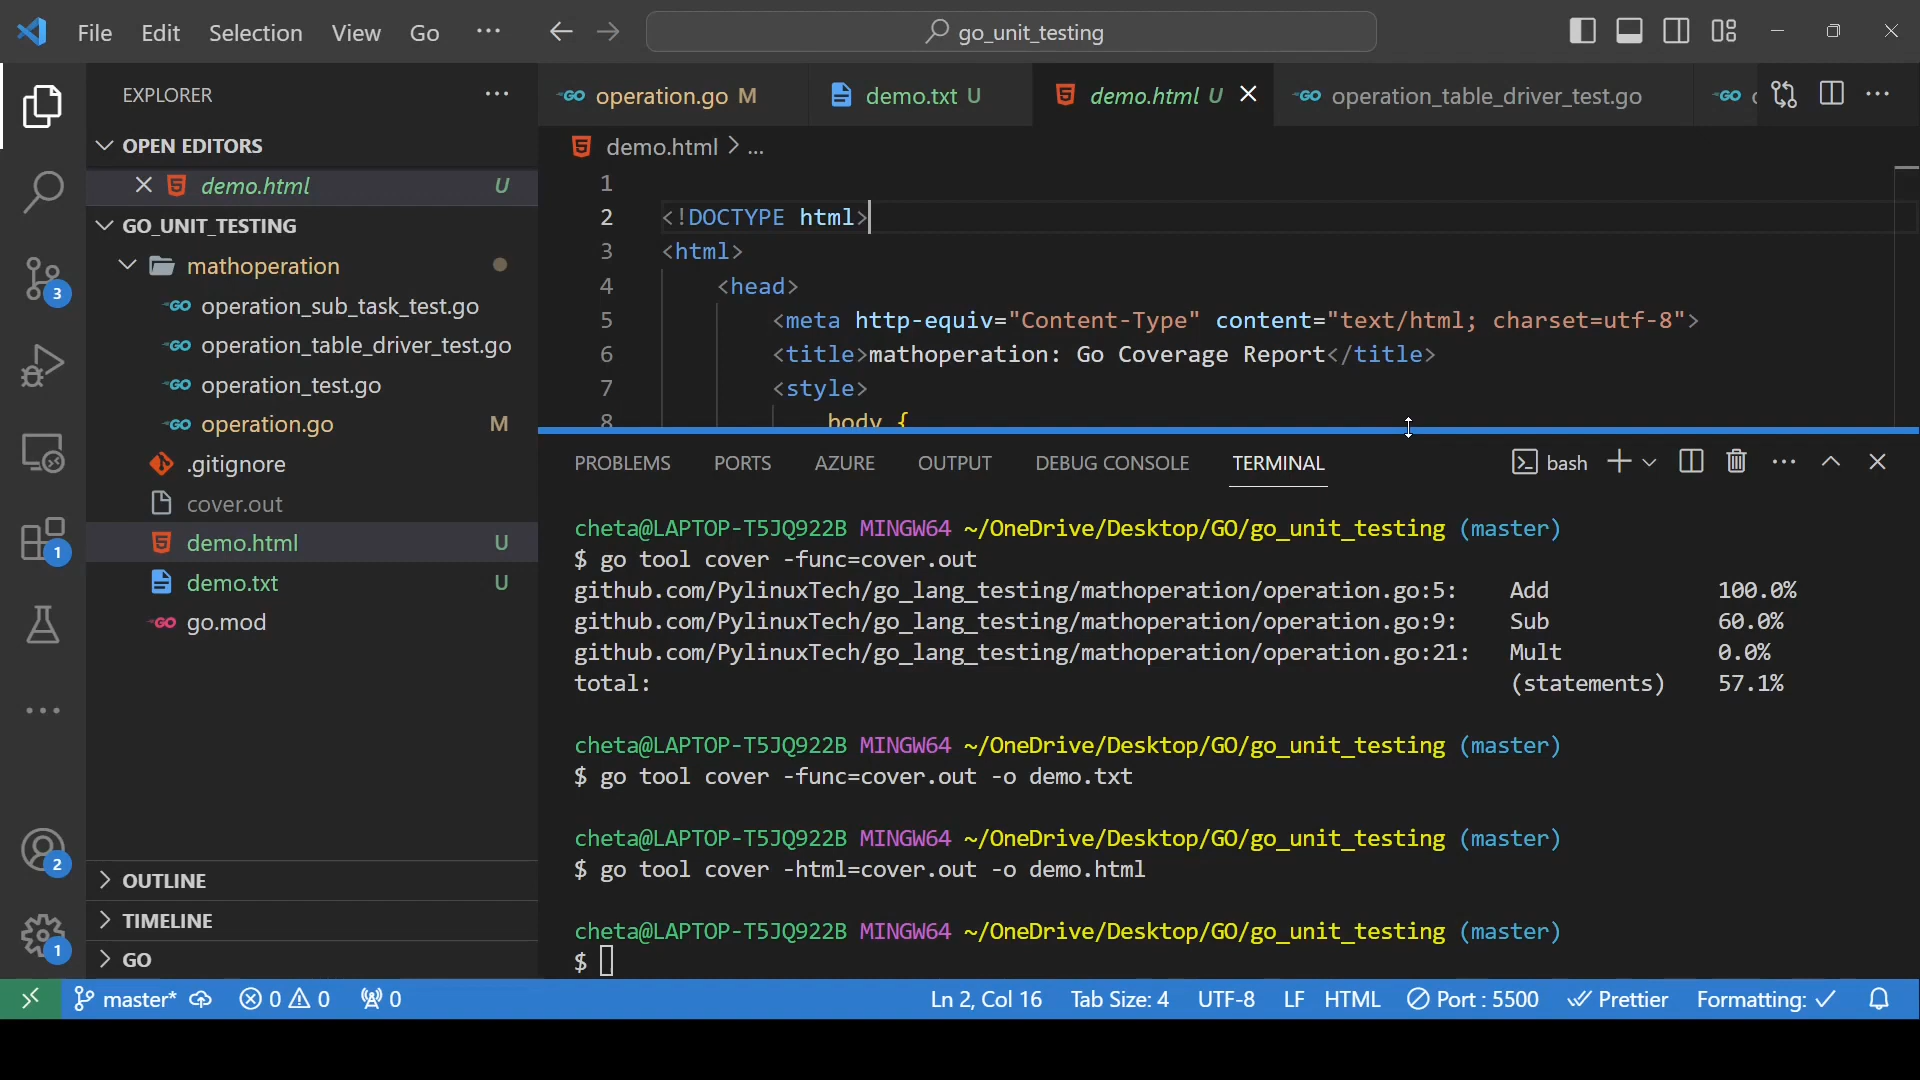 File Edit Selection View Go ... go_unit_testing
EXPLORER ...
OPEN EDITORS
demo.html U
GO_UNIT_TESTING
mathoperation
operation_sub_task_test.go
operation_table_driver_test.go
operation_test.go
operation.go M
.gitignore
cover.out
demo.html U
demo.txt U
go.mod
OUTLINE
TIMELINE
GO
3
1
2
1
operation.go M demo.txt U demo.html U operation_table_driver_test.go
demo.html > ...
1
2 <!DOCTYPE html>
3 <html>
4 <head>
5 <meta http-equiv="Content-Type" content="text/html; charset=utf-8">
6 <title>mathoperation: Go Coverage Report</title>
7 <style>
8 body {
PROBLEMS PORTS AZURE OUTPUT DEBUG CONSOLE TERMINAL bash
cheta@LAPTOP-T5JQ922B MINGW64 ~/OneDrive/Desktop/GO/go_unit_testing (master)
$ go tool cover -func=cover.out
github.com/PylinuxTech/go_lang_testing/mathoperation/operation.go:5: Add 100.0%
github.com/PylinuxTech/go_lang_testing/mathoperation/operation.go:9: Sub 60.0%
github.com/PylinuxTech/go_lang_testing/mathoperation/operation.go:21: Mult 0.0%
total: (statements) 57.1%
cheta@LAPTOP-T5JQ922B MINGW64 ~/OneDrive/Desktop/GO/go_unit_testing (master)
$ go tool cover -func=cover.out -o demo.txt
cheta@LAPTOP-T5JQ922B MINGW64 ~/OneDrive/Desktop/GO/go_unit_testing (master)
$ go tool cover -html=cover.out -o demo.html
cheta@LAPTOP-T5JQ922B MINGW64 ~/OneDrive/Desktop/GO/go_unit_testing (master)
$
master* 0 0 0 Ln 2, Col 16 Tab Size: 4 UTF-8 LF HTML Port : 5500 Prettier Formatting: ✓